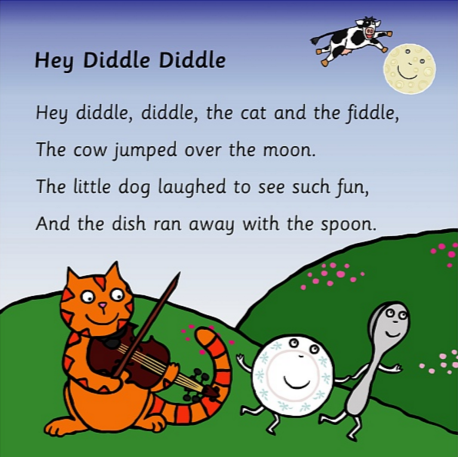 Hey Diddle Diddle
Hey diddle, diddle, the cat and the fiddle,
The cow jumped over the moon.
The little dog laughed to see such fun,
And the dish ran away with the spoon.